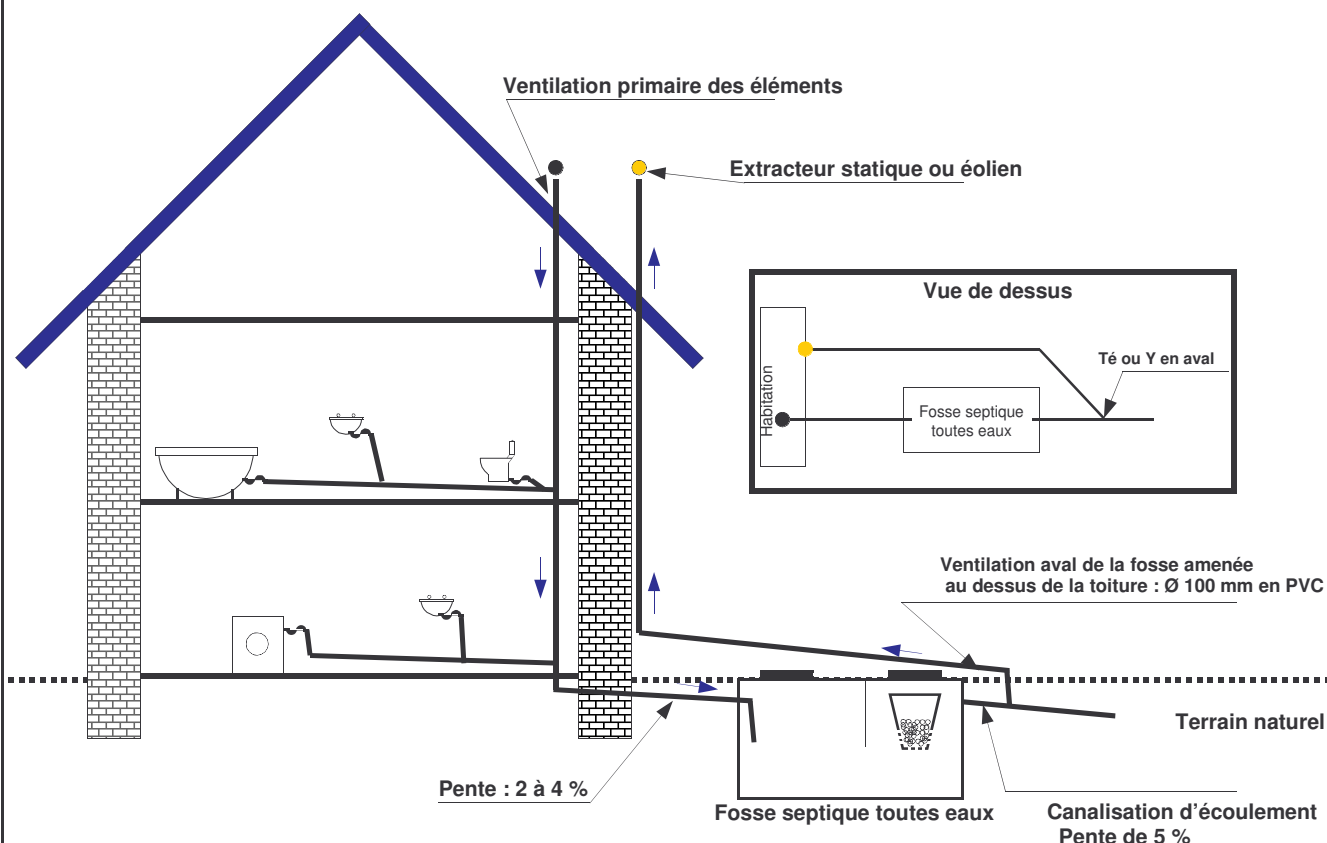 Ventilation primaire des éléments
Extracteur statique ou éolien
Vue de dessus
Té ou Y en aval
Habitation
Fosse septique
toutes eaux
Ventilation aval de la fosse amenée
au dessus de la toiture : Ø 100 mm en PVC
Terrain naturel
Pente : 2 à 4 %
Fosse septique toutes eaux
Canalisation d’écoulement
Pente de 5 %